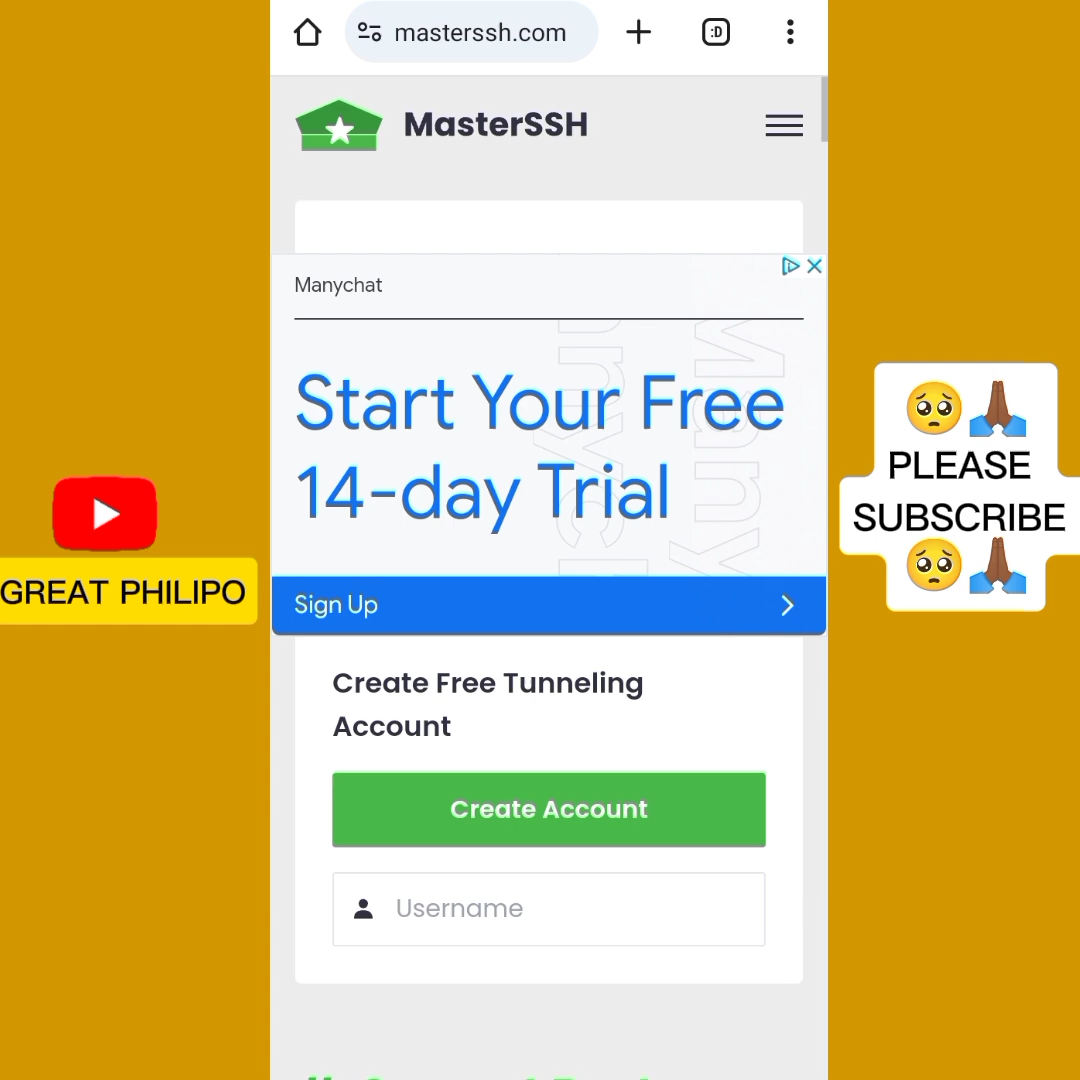 masterssh.com
:D
MasterSSH
Manychat
Start Your Free
14-day Trial
Sign Up
Create Free Tunneling
Account
Create Account
Username
GREAT PHILIPO
PLEASE
SUBSCRIBE